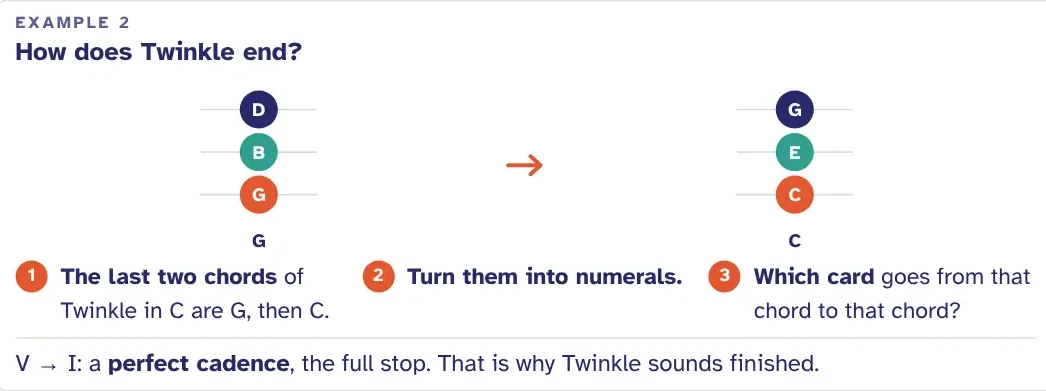 EXAMPLE 2
How does Twinkle end?
D
B
G
G
→
G
E
C
C
1 The last two chords of
Twinkle in C are G, then C.
2 Turn them into numerals.
3 Which card goes from that
chord to that chord?
V → I: a perfect cadence, the full stop. That is why Twinkle sounds finished.